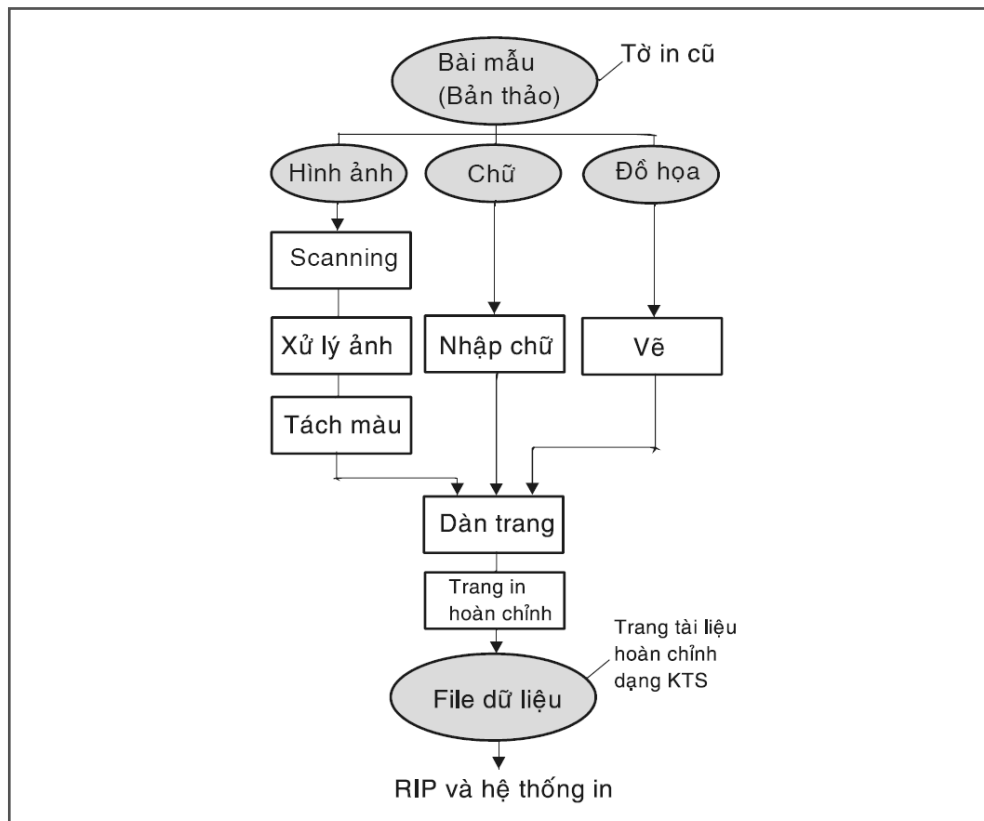 Bài mẫu
(Bản thảo)
Tờ in cũ
Hình ảnh
Chữ
Đồ họa
Scanning
Xử lý ảnh
Nhập chữ
Vẽ
Tách màu
Dàn trang
Trang in
hoàn chỉnh
Trang tài liệu
hoàn chỉnh
dạng KTS
File dữ liệu
RIP và hệ thống in